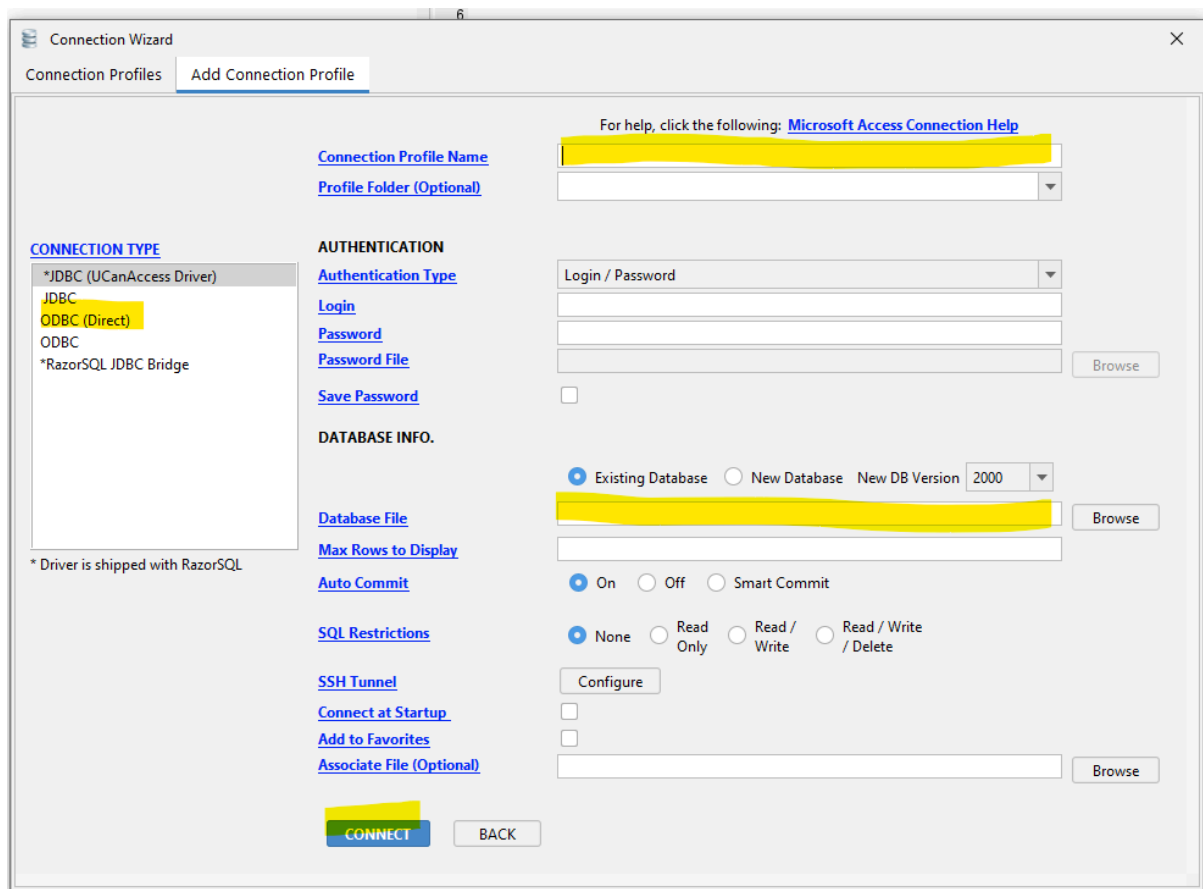 6
Connection Wizard
Connection Profiles
Add Connection Profile
For help, click the following: Microsoft Access Connection Help
Connection Profile Name
Profile Folder (Optional)
CONNECTION TYPE
*JDBC (UCanAccess Driver)
JDBC
ODBC (Direct)
ODBC
*RazorSQL JDBC Bridge
* Driver is shipped with RazorSQL
AUTHENTICATION
Authentication Type Login / Password
Login
Password
Password File Browse
Save Password
DATABASE INFO.
Existing Database New Database New DB Version 2000
Database File Browse
Max Rows to Display
Auto Commit On Off Smart Commit
SQL Restrictions None Read Only Read / Write Read / Write / Delete
SSH Tunnel Configure
Connect at Startup
Add to Favorites
Associate File (Optional) Browse
CONNECT BACK